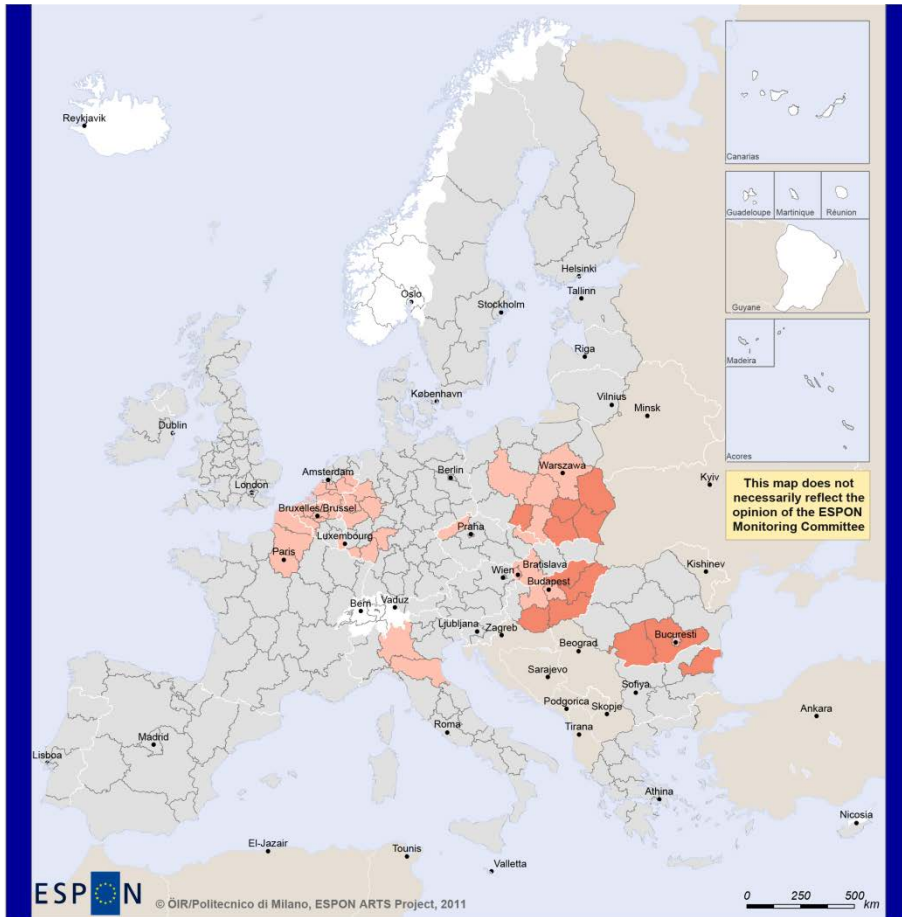 Reykjavik
Canarias
Guadeloupe
Martinique
Réunion
Guyane
Madeira
Acores
Helsinki
Oslo
Tallinn
Stockholm
Riga
København
Vilnius
Minsk
Dublin
Amsterdam
Berlin
Warszawa
London
Kyiv
This map does not
necessarily reflect the
opinion of the ESPON
Monitoring Committee
Bruxelles/Brussel
Luxembourg
Praha
Paris
Kishinev
Wien
Bratislava
Budapest
Bern
Vaduz
Ljubljana
Zagreb
Bucuresti
Beograd
Sarajevo
Sofiya
Podgorica
Skopje
Ankara
Roma
Tirana
Madrid
Lisboa
Athina
Nicosia
El-Jazair
Tounis
Valletta
ESPON
© ÖIR/Politecnico di Milano, ESPON ARTS Project, 2011
0 250 500
km